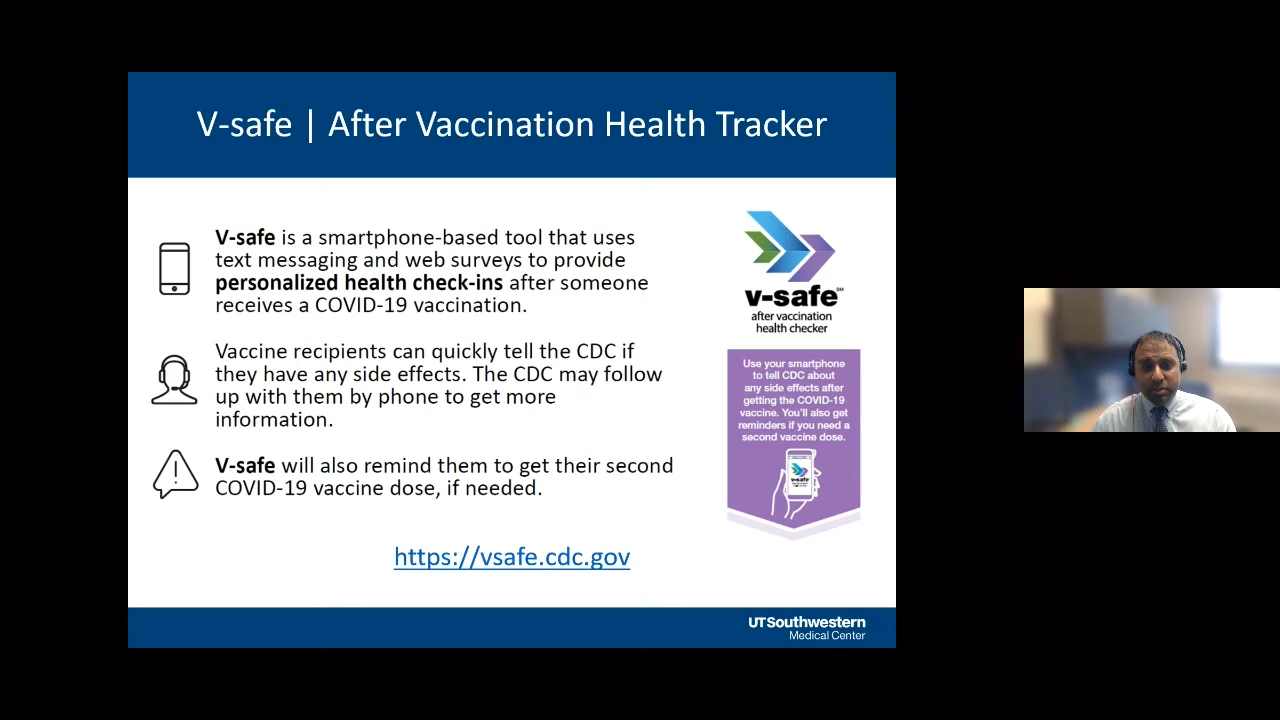 V-safe | After Vaccination Health Tracker
V-safe is a smartphone-based tool that uses
text messaging and web surveys to provide
personalized health check-ins after someone
receives a COVID-19 vaccination.
Vaccine recipients can quickly tell the CDC if
they have any side effects. The CDC may follow
up with them by phone to get more
information.
V-safe will also remind them to get their second
COVID-19 vaccine dose, if needed.
https://vsafe.cdc.gov
v-safe℠
after vaccination
health checker
Use your smartphone
to tell CDC about
any side effects after
getting the COVID-19
vaccine. You'll also get
reminders if you need a
second vaccine dose.
v-safe
UTSouthwestern
Medical Center